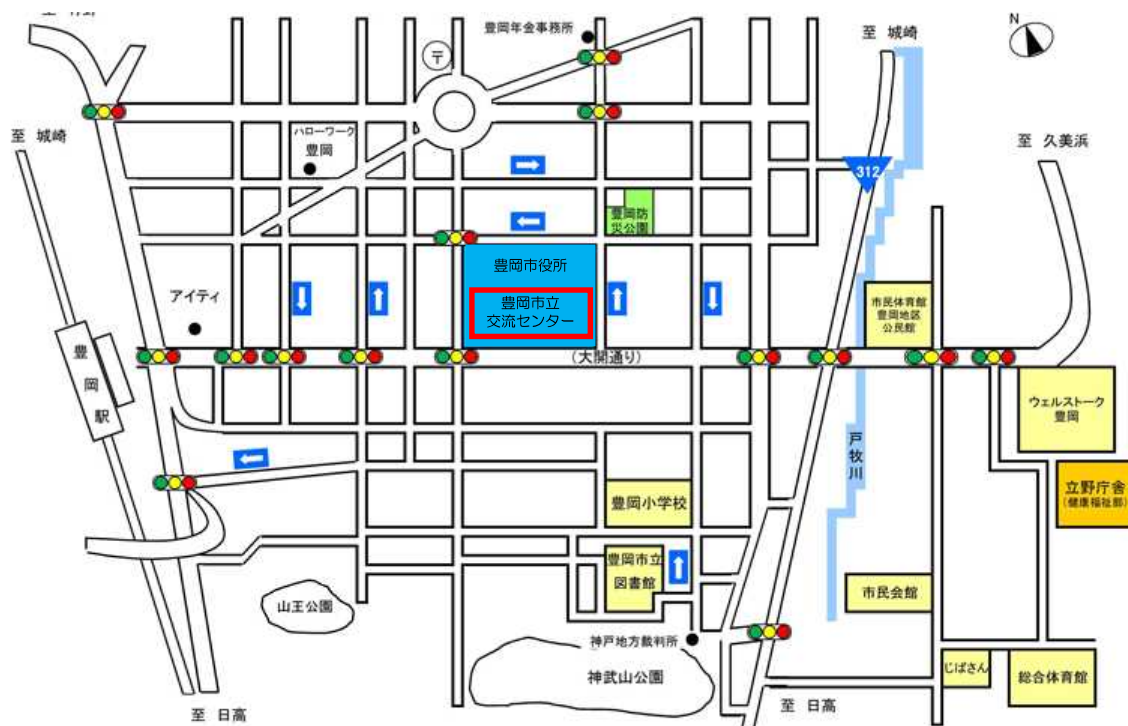 豊岡年金事務所
〒
N
至 城崎
至 城崎
ハローワーク
豊岡
至 久美浜
312
豊岡防
災公園
豊岡市役所
豊岡市立
交流センター
アイティ
市民体育館
豊岡地区
公民館
(大開通り)
豊岡駅
ウェルストーク
豊岡
戸牧川
立野庁舎
(健康福祉部)
豊岡小学校
豊岡市立
図書館
市民会館
山王公園
神戸地方裁判所
神武山公園
じばさん
総合体育館
至 日高
至 日高